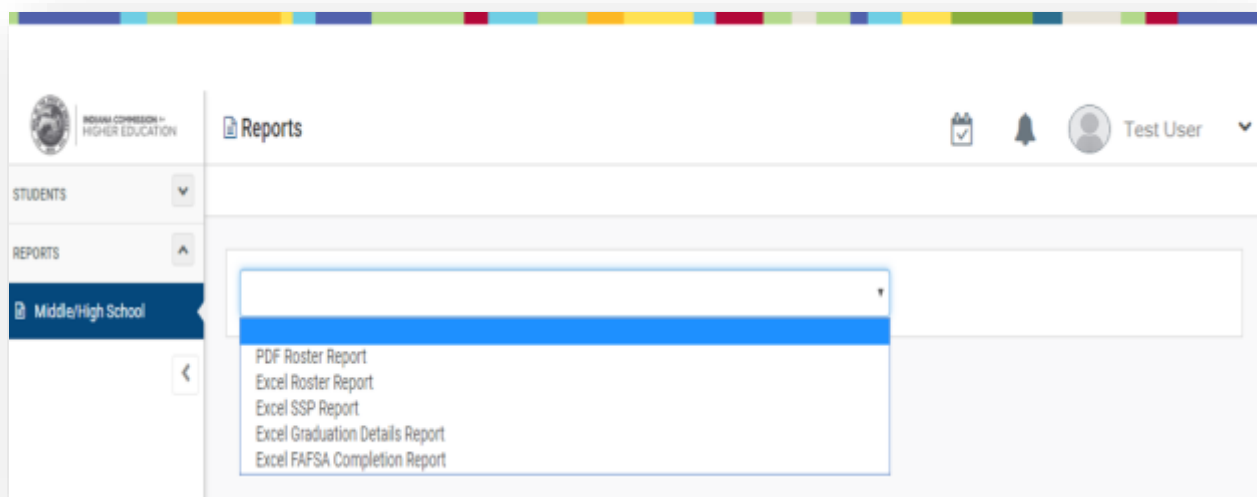 INDIANA COMMISSION for
HIGHER EDUCATION
Reports
Test User
STUDENTS
REPORTS
Middle/High School
PDF Roster Report
Excel Roster Report
Excel SSP Report
Excel Graduation Details Report
Excel FAFSA Completion Report